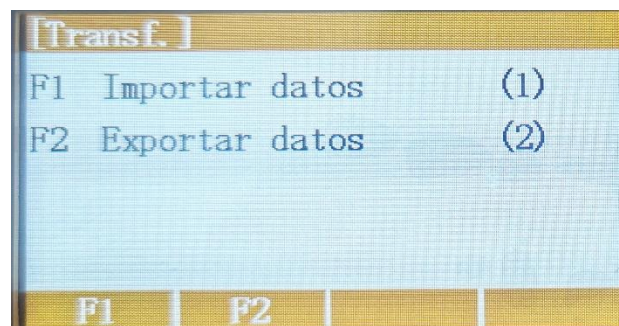 [Transf.]
F1 Importar datos (1)
F2 Exportar datos (2)
F1 F2